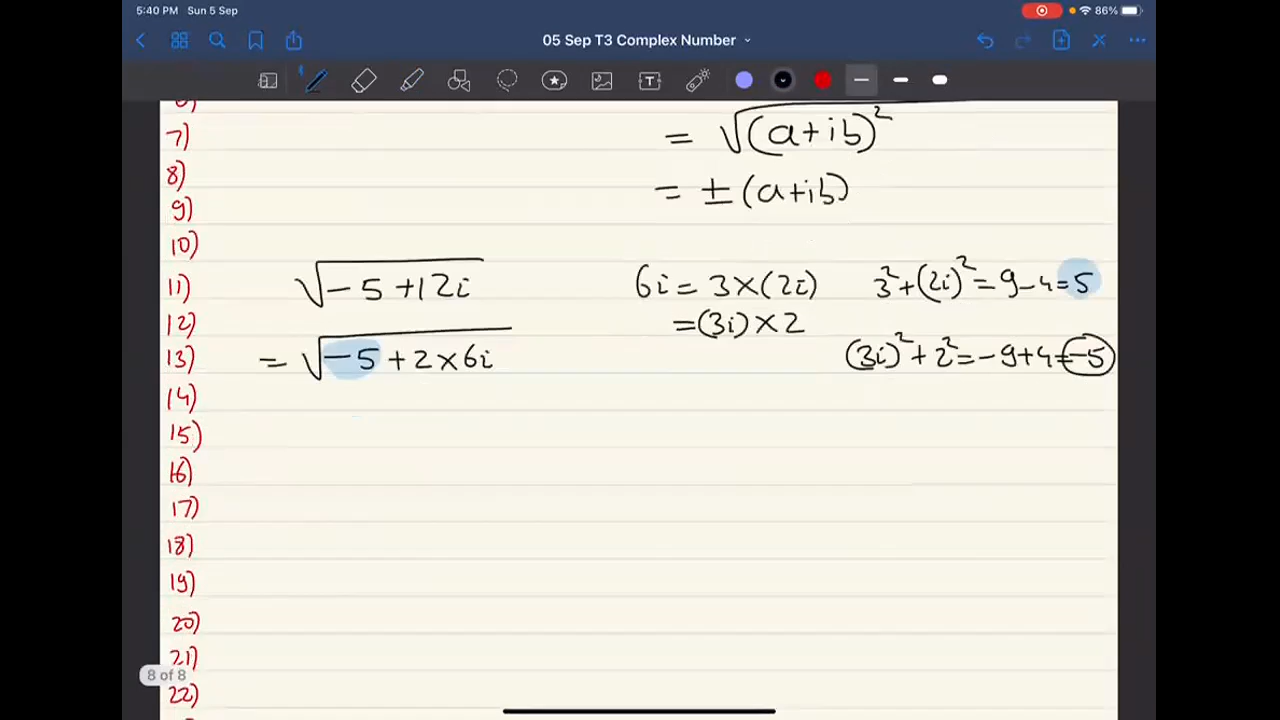 5:40 PM Sun 5 Sep 86%
05 Sep T3 Complex Number
7) = √(a+ib)²
8) = ±(a+ib)
9)
10)
11) √-5+12i 6i = 3×(2i) 3²+(2i)²=9-4=5
12) =(3i)×2
13) = √-5+2×6i (3i)²+2²=-9+4=-5
14)
15)
16)
17)
18)
19)
20)
21)
8 of 8
22)